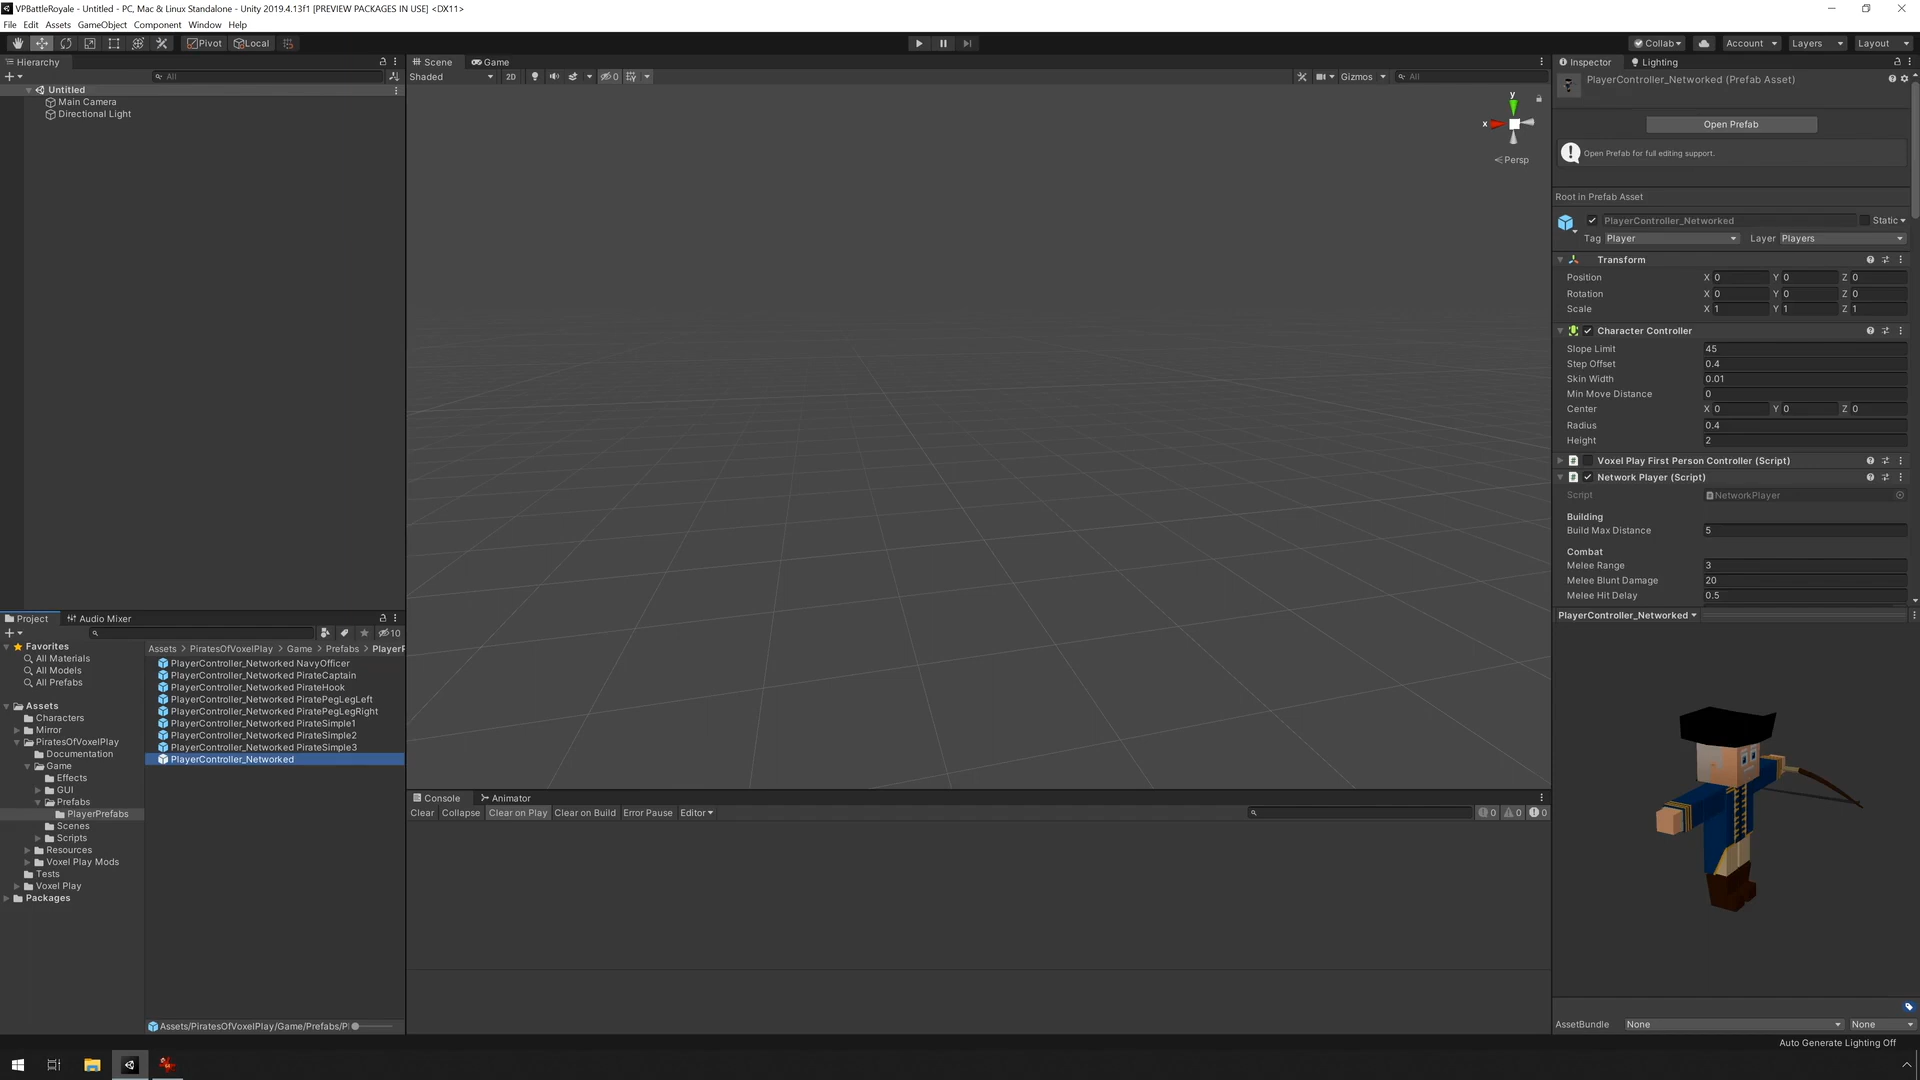 VPBattleRoyale - Untitled - PC, Mac & Linux Standalone - Unity 2019.4.13f1 [PREVIEW PACKAGES IN USE] <DX11>
File Edit Assets GameObject Component Window Help
Pivot Local Collab Account Layers Layout
Hierarchy
All
Untitled
Main Camera
Directional Light
Scene Game
Shaded 2D 0 Gizmos All
y
x
Persp
Project Audio Mixer
10
Favorites
All Materials
All Models
All Prefabs
Assets
Characters
Mirror
PiratesOfVoxelPlay
Documentation
Game
Effects
GUI
Prefabs
PlayerPrefabs
Scenes
Scripts
Resources
Voxel Play Mods
Tests
Voxel Play
Packages
Assets > PiratesOfVoxelPlay > Game > Prefabs > PlayerF
PlayerController_Networked NavyOfficer
PlayerController_Networked PirateCaptain
PlayerController_Networked PirateHook
PlayerController_Networked PiratePegLegLeft
PlayerController_Networked PiratePegLegRight
PlayerController_Networked PirateSimple1
PlayerController_Networked PirateSimple2
PlayerController_Networked PirateSimple3
PlayerController_Networked
Assets/PiratesOfVoxelPlay/Game/Prefabs/P
Console Animator
Clear Collapse Clear on Play Clear on Build Error Pause Editor 0 0 0
Inspector Lighting
PlayerController_Networked (Prefab Asset)
Open Prefab
Open Prefab for full editing support.
Root in Prefab Asset
PlayerController_Networked Static
Tag Player Layer Players
Transform
Position X 0 Y 0 Z 0
Rotation X 0 Y 0 Z 0
Scale X 1 Y 1 Z 1
Character Controller
Slope Limit 45
Step Offset 0.4
Skin Width 0.01
Min Move Distance 0
Center X 0 Y 0 Z 0
Radius 0.4
Height 2
Voxel Play First Person Controller (Script)
Network Player (Script)
Script NetworkPlayer
Building
Build Max Distance 5
Combat
Melee Range 3
Melee Blunt Damage 20
Melee Hit Delay 0.5
PlayerController_Networked
AssetBundle None None
Auto Generate Lighting Off